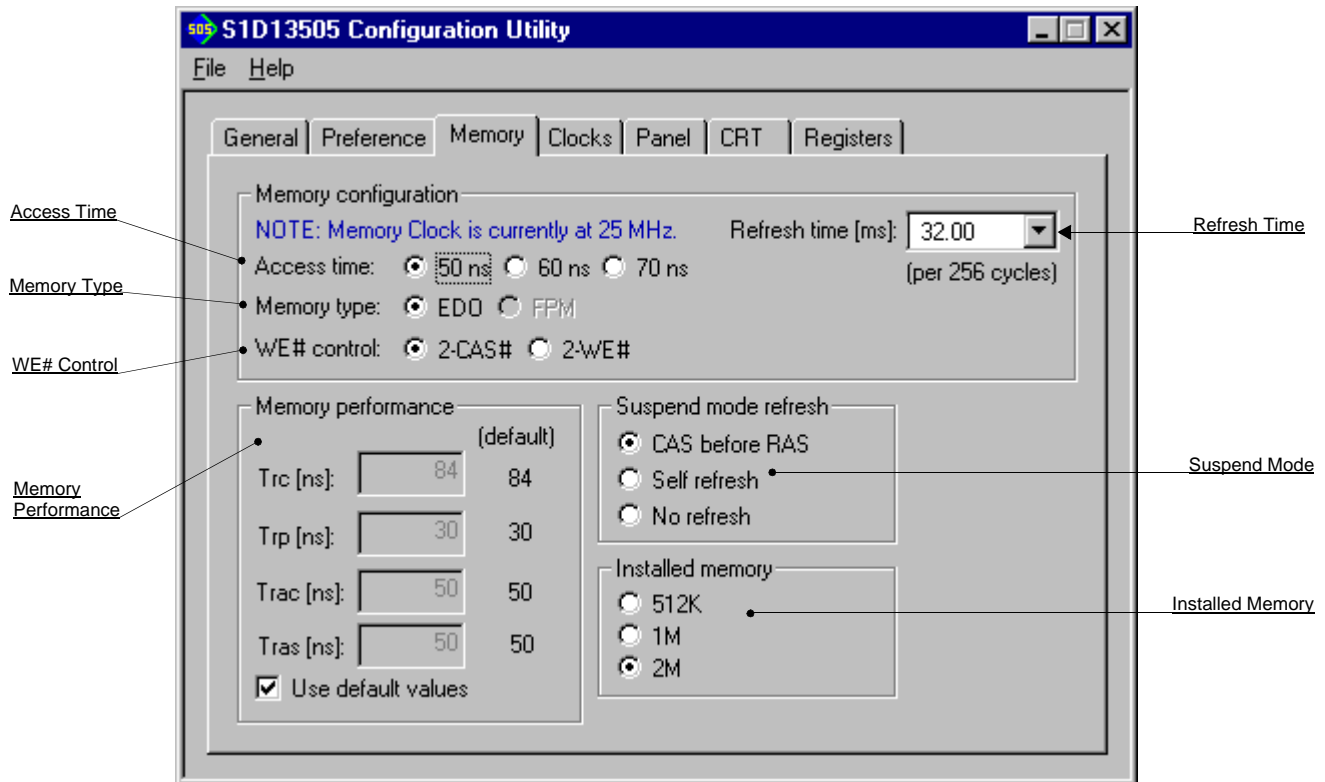 505 S1D13505 Configuration Utility
File Help
General Preference Memory Clocks Panel CRT Registers
Memory configuration
NOTE: Memory Clock is currently at 25 MHz. Refresh time [ms]: 32.00
Access time: 50 ns 60 ns 70 ns (per 256 cycles)
Memory type: EDO FPM
WE# control: 2-CAS# 2-WE#
Memory performance
(default)
Trc [ns]: 84 84
Trp [ns]: 30 30
Trac [ns]: 50 50
Tras [ns]: 50 50
Use default values
Suspend mode refresh
CAS before RAS
Self refresh
No refresh
Installed memory
512K
1M
2M
Access Time
Memory Type
WE# Control
Memory
Performance
Refresh Time
Suspend Mode
Installed Memory